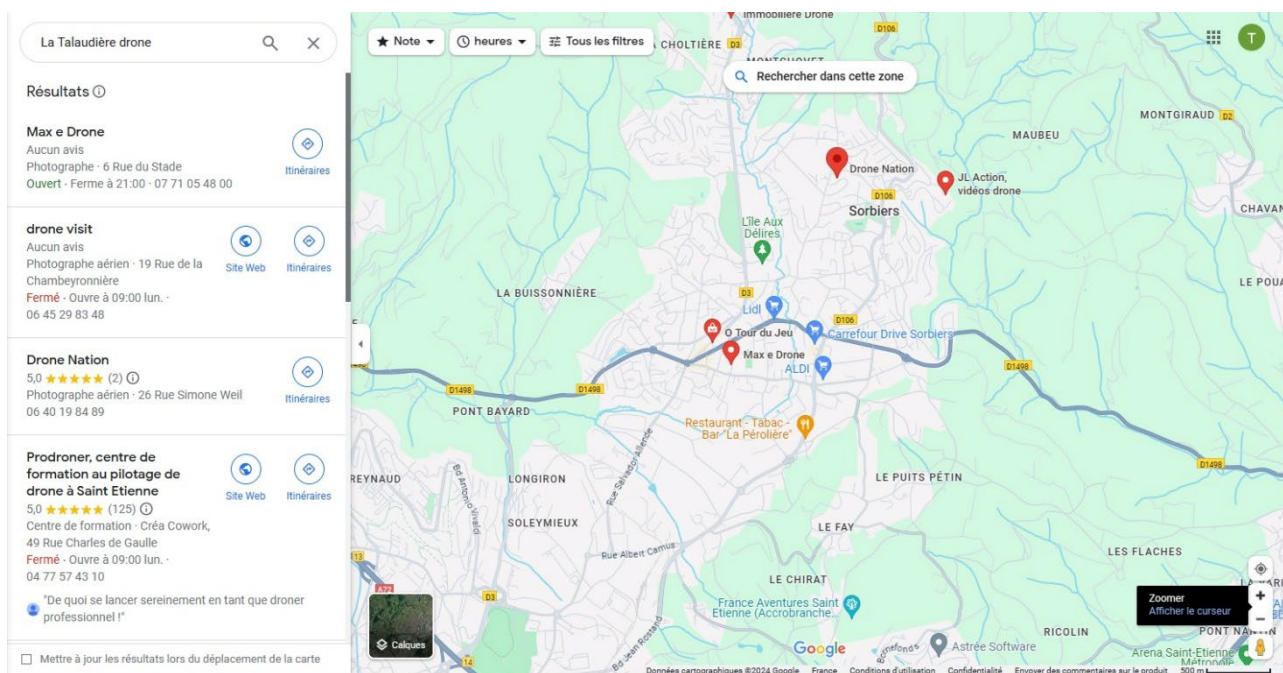 La Talaudière drone
Résultats
Max e Drone
Aucun avis
Photographe · 6 Rue du Stade
Ouvert · Ferme à 21:00 · 07 71 05 48 00
Itinéraires
drone visit
Aucun avis
Photographe aérien · 19 Rue de la
Chambeyronnière
Fermé · Ouvre à 09:00 lun. ·
06 45 29 83 48
Site Web
Itinéraires
Drone Nation
5,0 ★★★★★ (2)
Photographe aérien · 26 Rue Simone Weil
06 40 19 84 89
Itinéraires
Prodroner, centre de
formation au pilotage de
drone à Saint Etienne
5,0 ★★★★★ (125)
Centre de formation · Créa Cowork,
49 Rue Charles de Gaulle
Fermé · Ouvre à 09:00 lun. ·
04 77 57 43 10
Site Web
Itinéraires
"De quoi se lancer sereinement en tant que droner
professionnel !"
Mettre à jour les résultats lors du déplacement de la carte
★ Note
heures
Tous les filtres
Rechercher dans cette zone
T
Immobilière Drone
D106
CHOLTIÈRE
D3
MONTCHOVET
MONTGIRAUD
D2
MAUBEU
Drone Nation
JL Action,
vidéos drone
D106
Sorbiers
CHAVAN
L'île Aux
Délires
LE POUA
LA BUISSONNIÈRE
D3
Lidl
D106
O Tour du Jeu
Carrefour Drive Sorbiers
Max e Drone
ALDI
D1498
D1498
D1498
PONT BAYARD
Restaurant - Tabac -
Bar "La Pérolière"
D1498
REYNAUD
Bd Antonio Vivaldi
LONGIRON
Rue Salvador Allende
LE PUITS PÉTIN
SOLEYMIEUX
LE FAY
Rue Albert Camus
LES FLACHES
13
A72
D3
LE CHIRAT
France Aventures Saint
Etienne (Accrobranche...
Zoomer
Afficher le curseur
Calques
Bd Jean Rostand
14
Bonnefonds
Astrée Software
RICOLIN
PONT NANTIN
Arena Saint-Etienne
Métropole
Google
Données cartographiques ©2024 Google France Conditions d'utilisation Confidentialité Envoyer des commentaires sur le produit 500 m